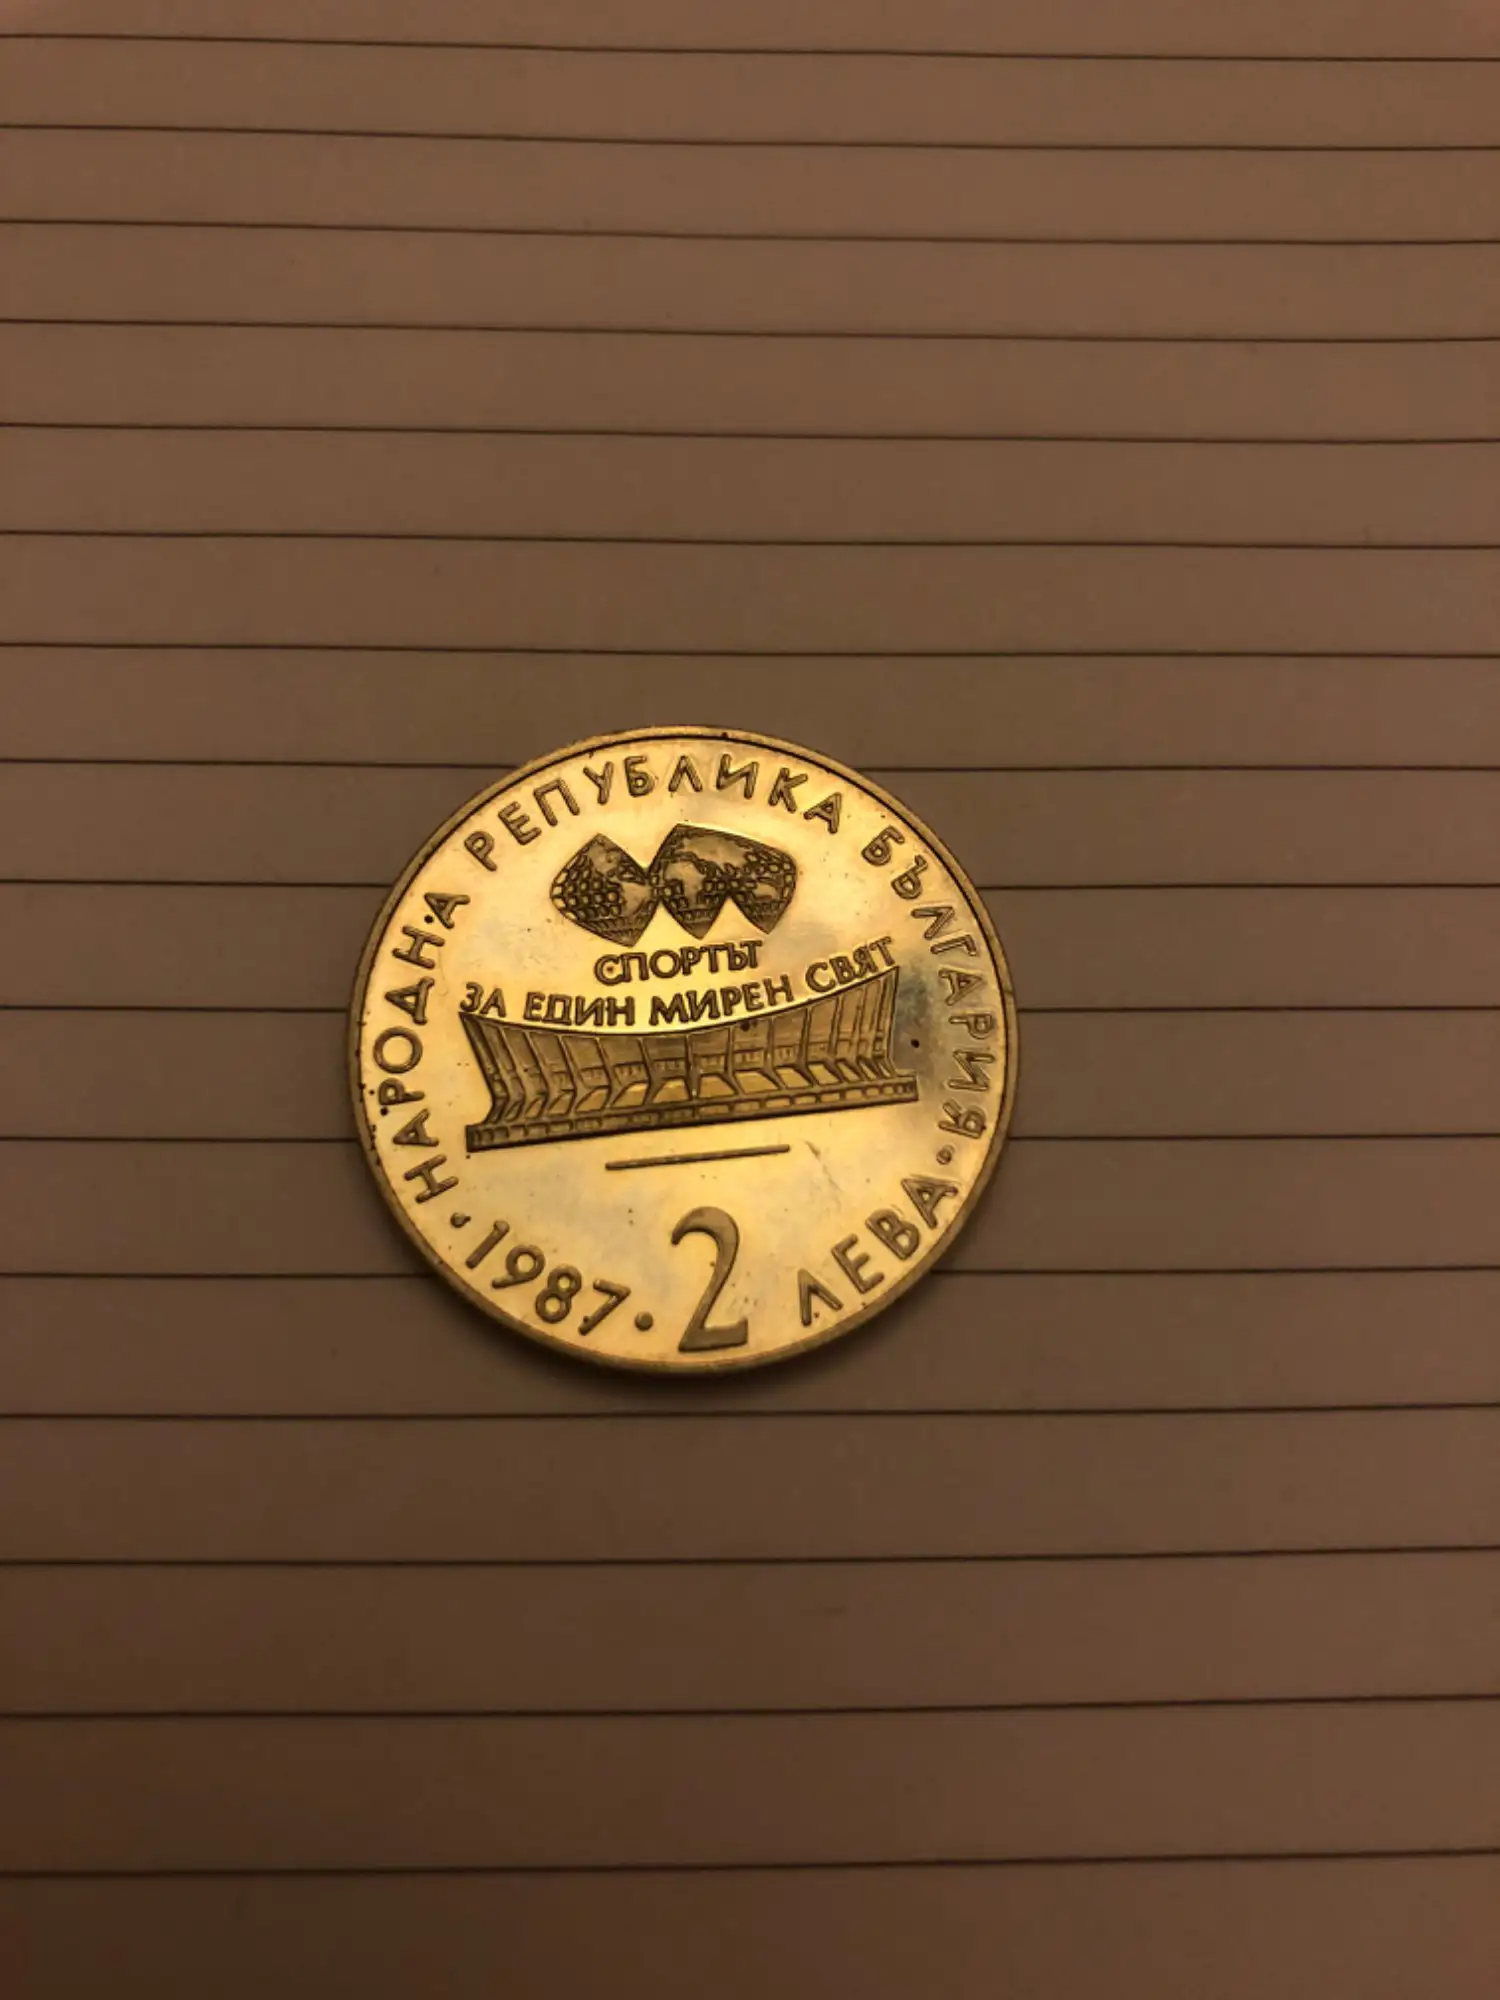 НАРОДНА РЕПУБЛИКА БЪЛГАРИЯ
СПОРТЪТ
ЗА ЕДИН МИРЕН СВЯТ
·1987· 2 ЛЕВА·